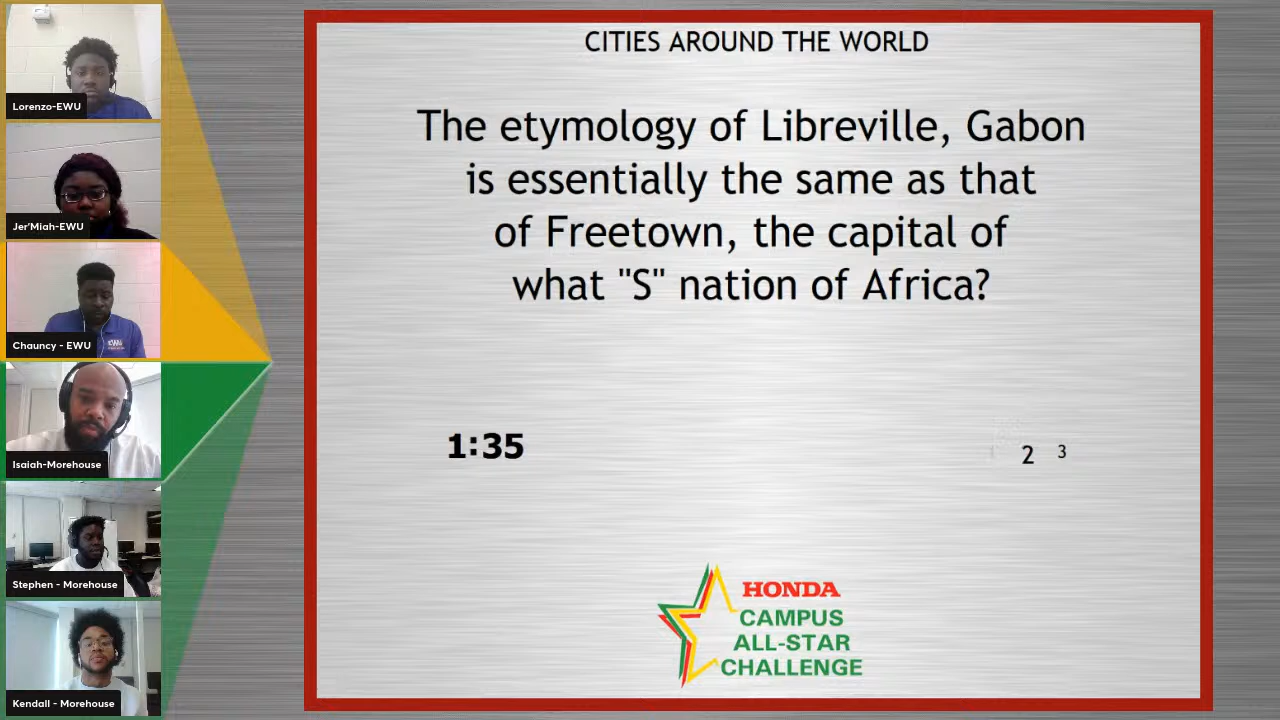 Lorenzo-EWU
Jer'Miah-EWU
Chauncy - EWU
Isaiah-Morehouse
Stephen - Morehouse
Kendall - Morehouse
CITIES AROUND THE WORLD
The etymology of Libreville, Gabon
is essentially the same as that
of Freetown, the capital of
what "S" nation of Africa?
1:35
2 3
HONDA
CAMPUS
ALL-STAR
CHALLENGE